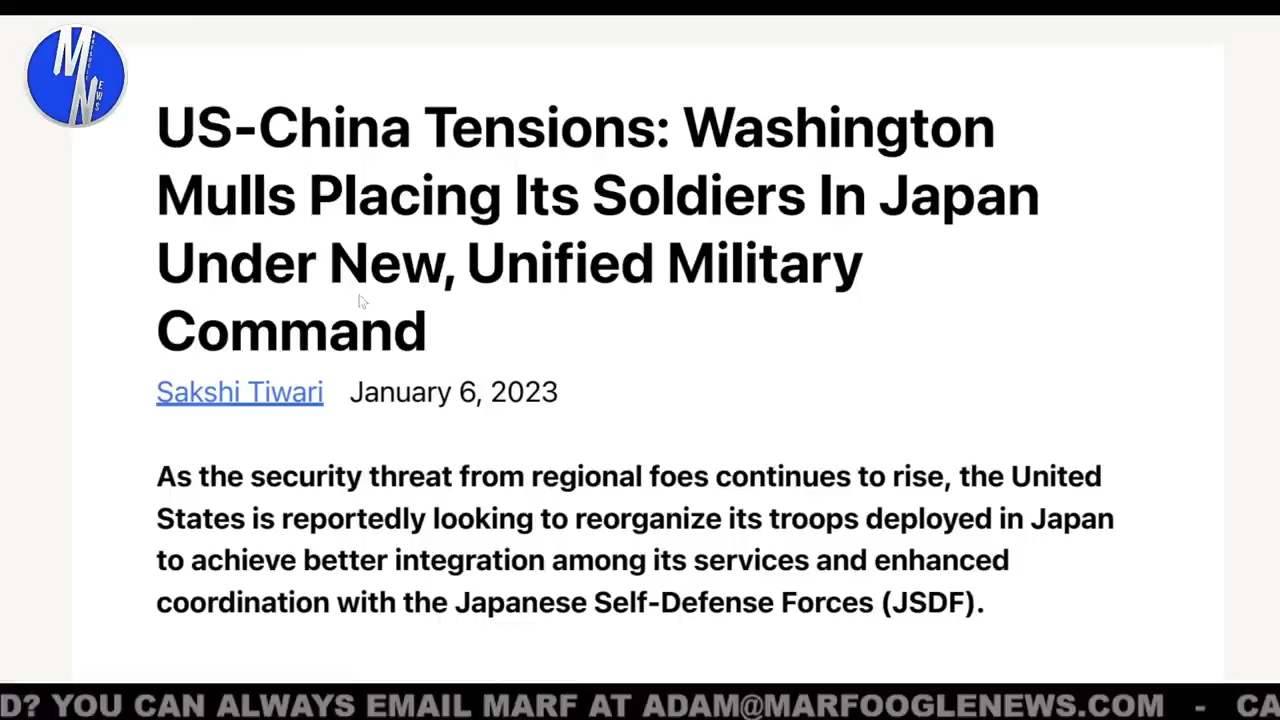 MN
EWS
US-China Tensions: Washington
Mulls Placing Its Soldiers In Japan
Under New, Unified Military
Command
Sakshi Tiwari January 6, 2023
As the security threat from regional foes continues to rise, the United
States is reportedly looking to reorganize its troops deployed in Japan
to achieve better integration among its services and enhanced
coordination with the Japanese Self-Defense Forces (JSDF).
D? YOU CAN ALWAYS EMAIL MARF AT ADAM@MARFOOGLENEWS.COM - CA